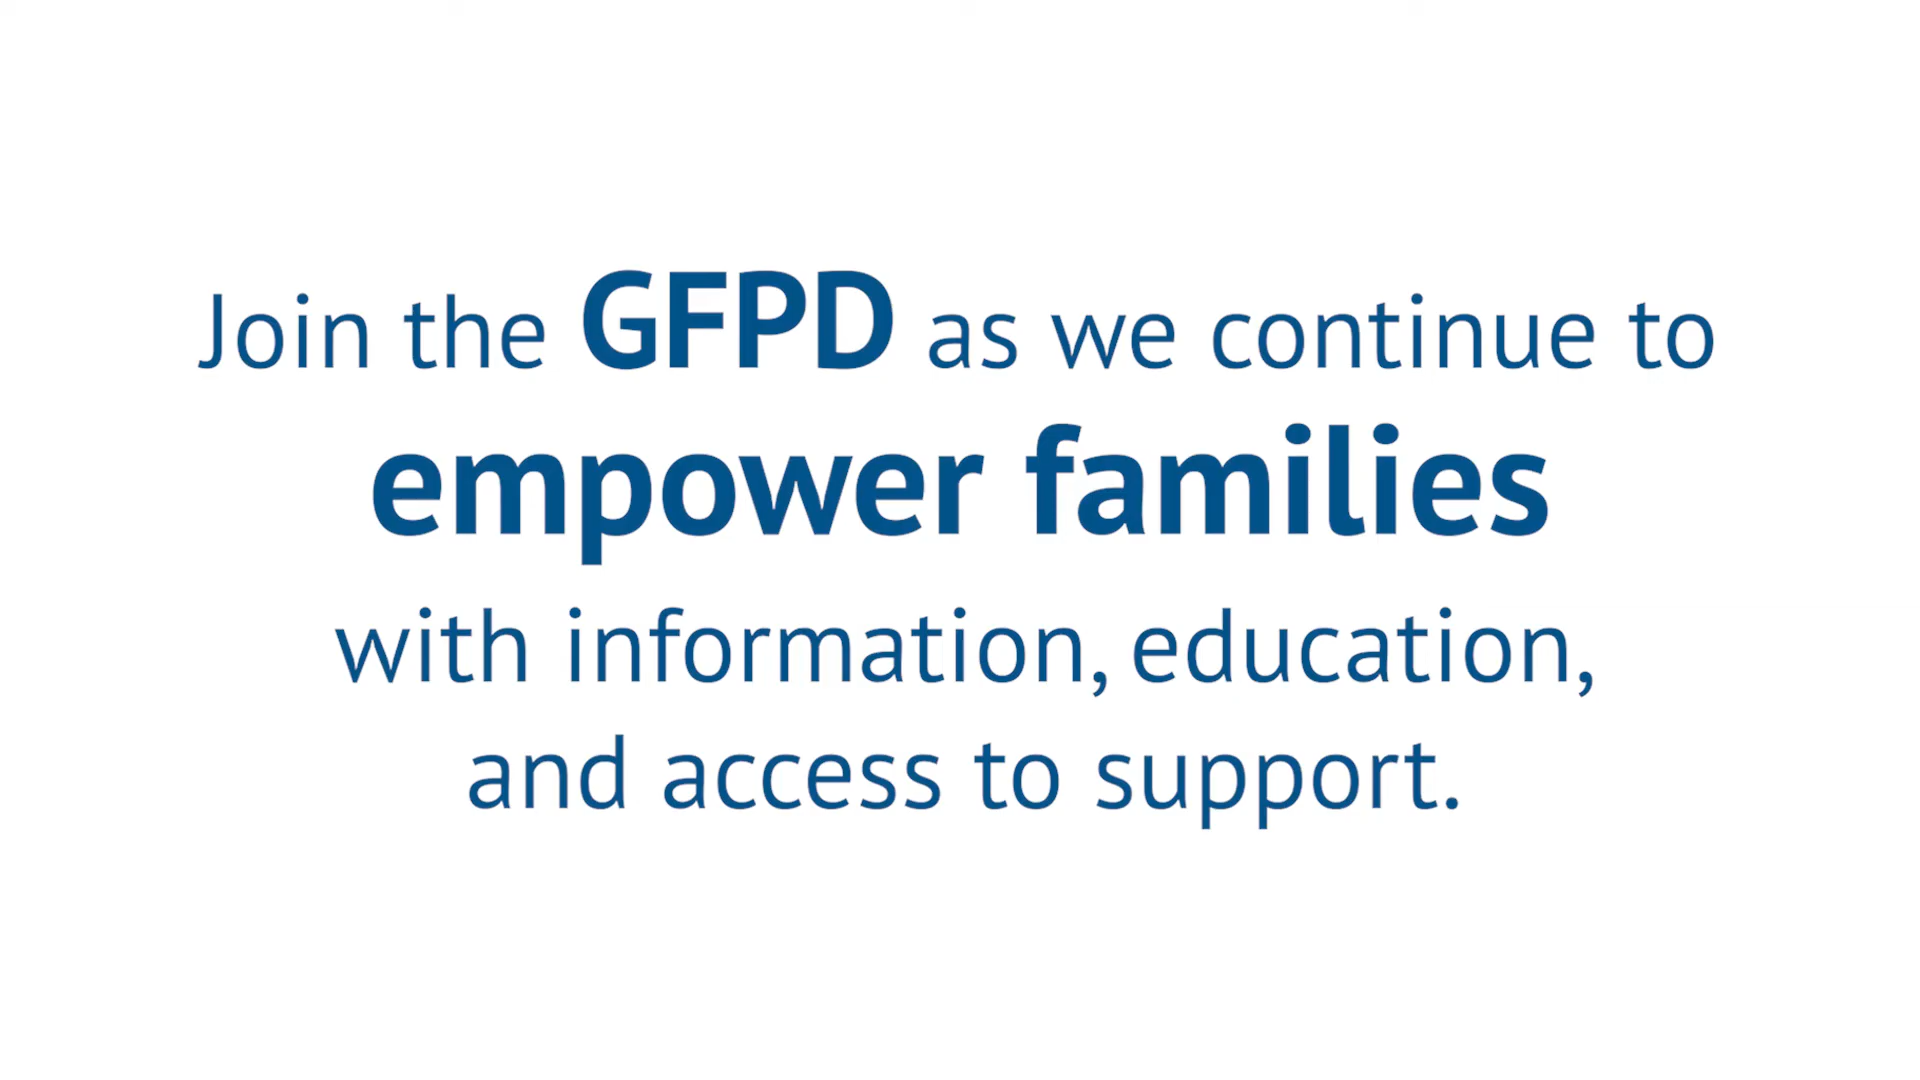 Join the GFPD as we continue to
empower families
with information, education,
and access to support.